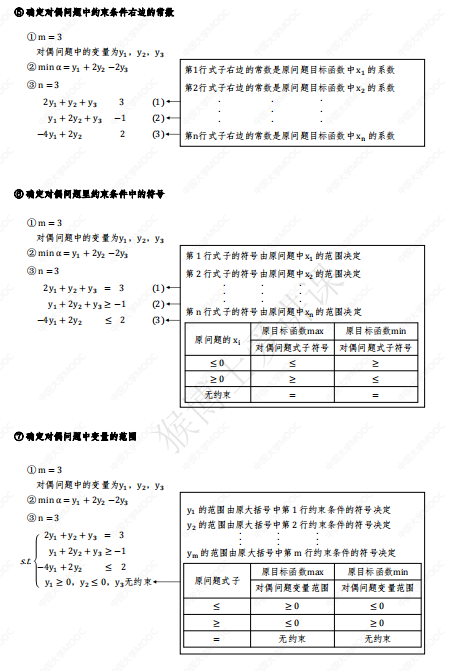 ⑤ 确定对偶问题中约束条件右边的常数
① m = 3
对偶问题中的变量为y₁，y₂，y₃
② min α = y₁ + 2y₂ −2y₃
③ n = 3
2y₁ + y₂ + y₃ 3 (1)
y₁ + 2y₂ + y₃ −1 (2)
−4y₁ + 2y₂ 2 (3)
第1行式子右边的常数是原问题目标函数中x₁ 的系数
第2行式子右边的常数是原问题目标函数中x₂ 的系数
第n行式子右边的常数是原问题目标函数中xₙ 的系数
⑥ 确定对偶问题里约束条件中的符号
① m = 3
对偶问题中的变量为y₁，y₂，y₃
② min α = y₁ + 2y₂ −2y₃
③ n = 3
2y₁ + y₂ + y₃ = 3 (1)
y₁ + 2y₂ + y₃ ≥ −1 (2)
−4y₁ + 2y₂ ≤ 2 (3)
第 1 行式子的符号由原问题中x₁ 的范围决定
第 2 行式子的符号由原问题中x₂ 的范围决定
第 n 行式子的符号由原问题中xₙ 的范围决定
原问题的 xᵢ 原目标函数max 原目标函数min
对偶问题式子符号 对偶问题式子符号
≤ 0 ≤ ≥
≥ 0 ≥ ≤
无约束 = =
⑦ 确定对偶问题中变量的范围
① m = 3
对偶问题中的变量为y₁，y₂，y₃
② min α = y₁ + 2y₂ −2y₃
③ n = 3
2y₁ + y₂ + y₃ = 3
y₁ + 2y₂ + y₃ ≥ −1
s.t. −4y₁ + 2y₂ ≤ 2
y₁ ≥ 0，y₂ ≤ 0，y₃无约束
y₁ 的范围由原大括号中第 1 行约束条件的符号决定
y₂ 的范围由原大括号中第 2 行约束条件的符号决定
yₘ 的范围由原大括号中第 m 行约束条件的符号决定
原问题式子 原目标函数max 原目标函数min
对偶问题变量范围 对偶问题变量范围
≤ ≥ 0 ≤ 0
≥ ≤ 0 ≥ 0
= 无约束 无约束